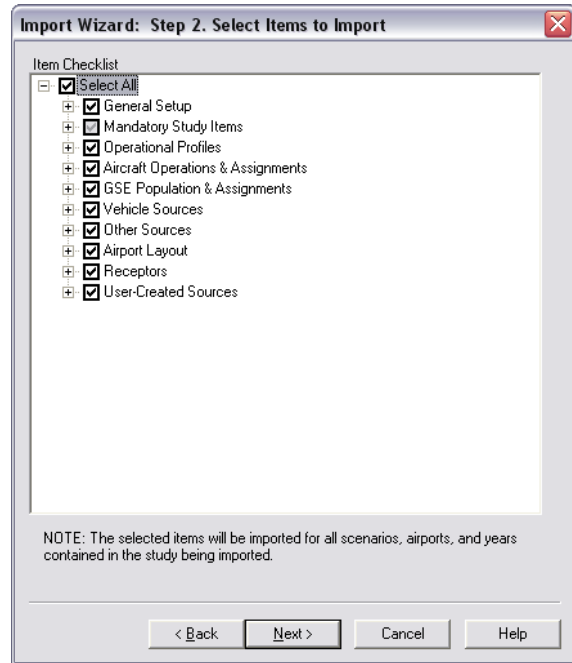 Import Wizard:  Step 2. Select Items to Import
Item Checklist
Select All
General Setup
Mandatory Study Items
Operational Profiles
Aircraft Operations & Assignments
GSE Population & Assignments
Vehicle Sources
Other Sources
Airport Layout
Receptors
User-Created Sources
NOTE: The selected items will be imported for all scenarios, airports, and years
contained in the study being imported.
< Back Next > Cancel Help